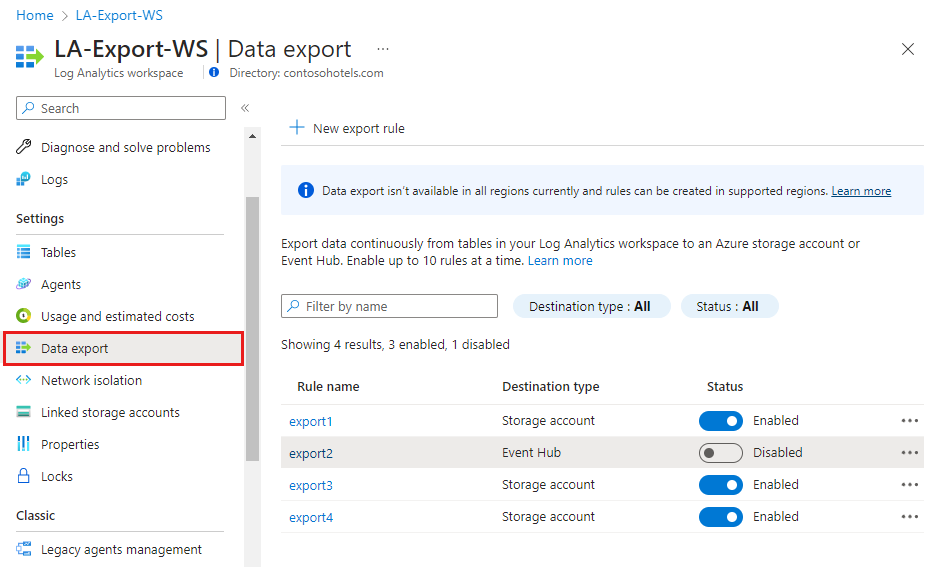 Home > LA-Export-WS
LA-Export-WS | Data export ...
Log Analytics workspace
Directory: contosohotels.com
Search
«
Diagnose and solve problems
Logs
Settings
Tables
Agents
Usage and estimated costs
Data export
Network isolation
Linked storage accounts
Properties
Locks
Classic
Legacy agents management
New export rule
Data export isn't available in all regions currently and rules can be created in supported regions. Learn more
Export data continuously from tables in your Log Analytics workspace to an Azure storage account or
Event Hub. Enable up to 10 rules at a time. Learn more
Filter by name
Destination type : All
Status : All
Showing 4 results, 3 enabled, 1 disabled
Rule name Destination type Status
export1 Storage account Enabled
export2 Event Hub Disabled
export3 Storage account Enabled
export4 Storage account Enabled